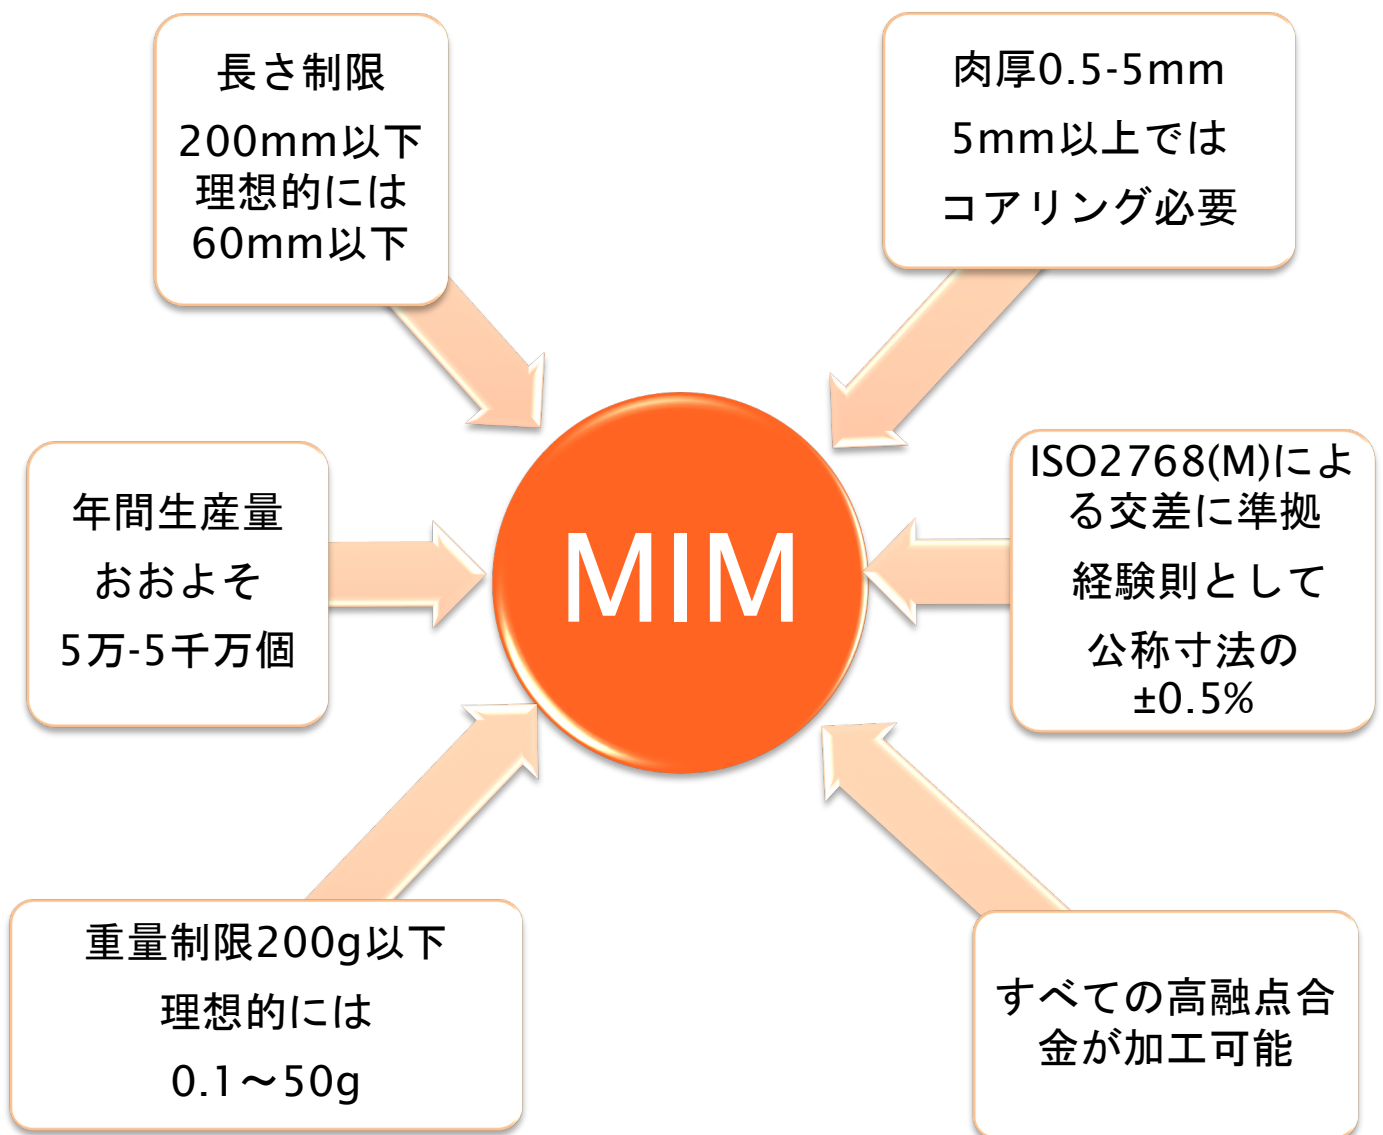 長さ制限
200mm以下
理想的には
60mm以下
肉厚0.5-5mm
5mm以上では
コアリング必要
年間生産量
おおよそ
5万-5千万個
MIM
ISO2768(M)によ
る交差に準拠
経験則として
公称寸法の
±0.5%
重量制限200g以下
理想的には
0.1～50g
すべての高融点合
金が加工可能